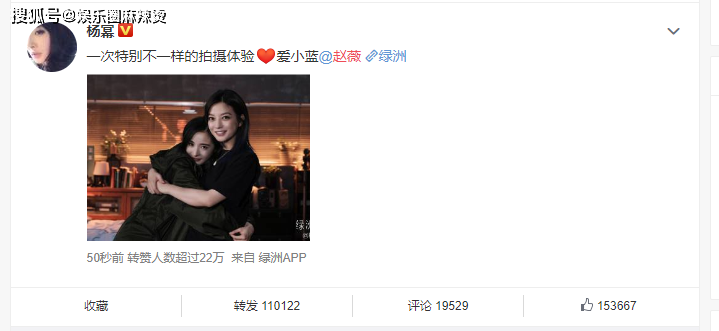 搜狐号@娱乐圈麻辣烫
杨幂
一次特别不一样的拍摄体验❤️爱小蓝@赵薇 绿洲
绿洲
50秒前 转赞人数超过22万 来自 绿洲APP
收藏
转发 110122
评论 19529
153667